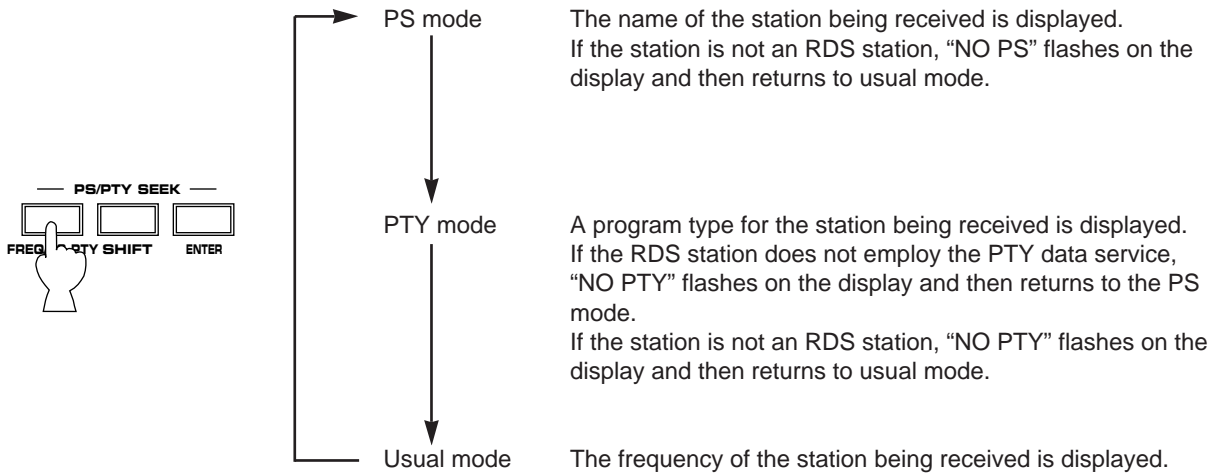 PS mode
The name of the station being received is displayed.
If the station is not an RDS station, “NO PS” flashes on the
display and then returns to usual mode.
PS/PTY SEEK
SHIFT
ENTER
PTY mode
A program type for the station being received is displayed.
If the RDS station does not employ the PTY data service,
“NO PTY” flashes on the display and then returns to the PS
mode.
If the station is not an RDS station, “NO PTY” flashes on the
display and then returns to usual mode.
Usual mode
The frequency of the station being received is displayed.